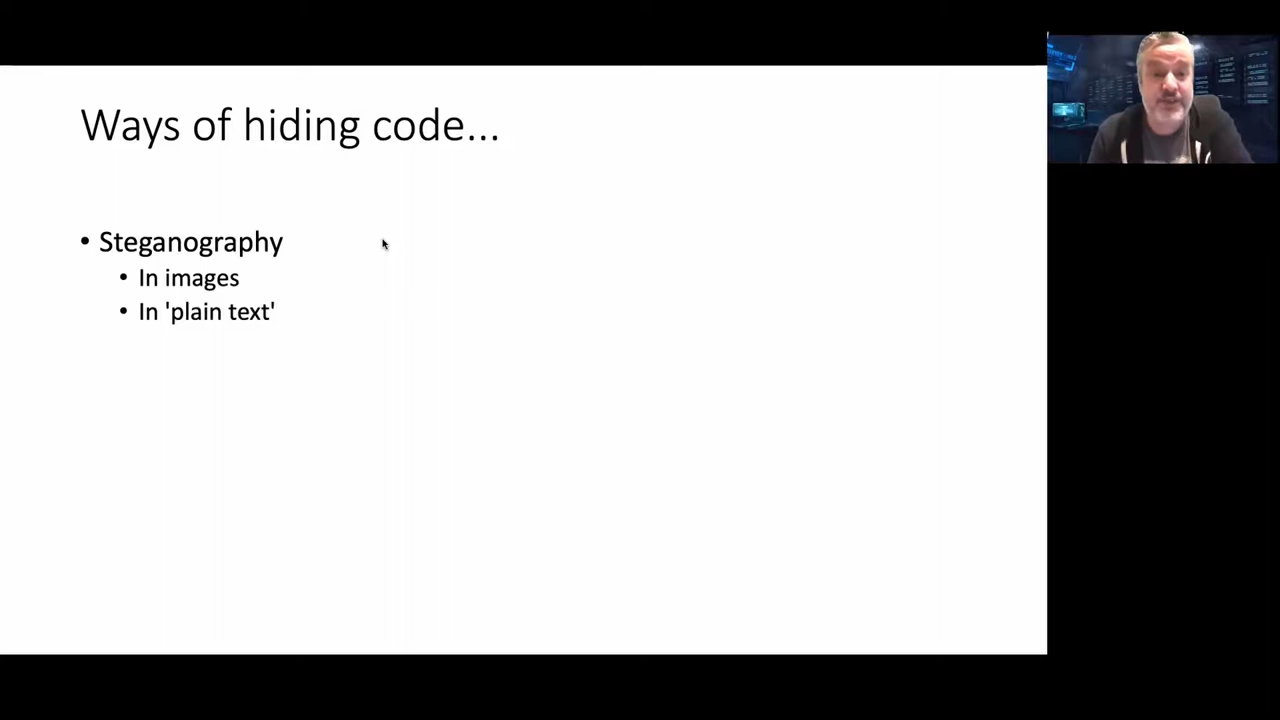 Ways of hiding code...
• Steganography
• In images
• In 'plain text'